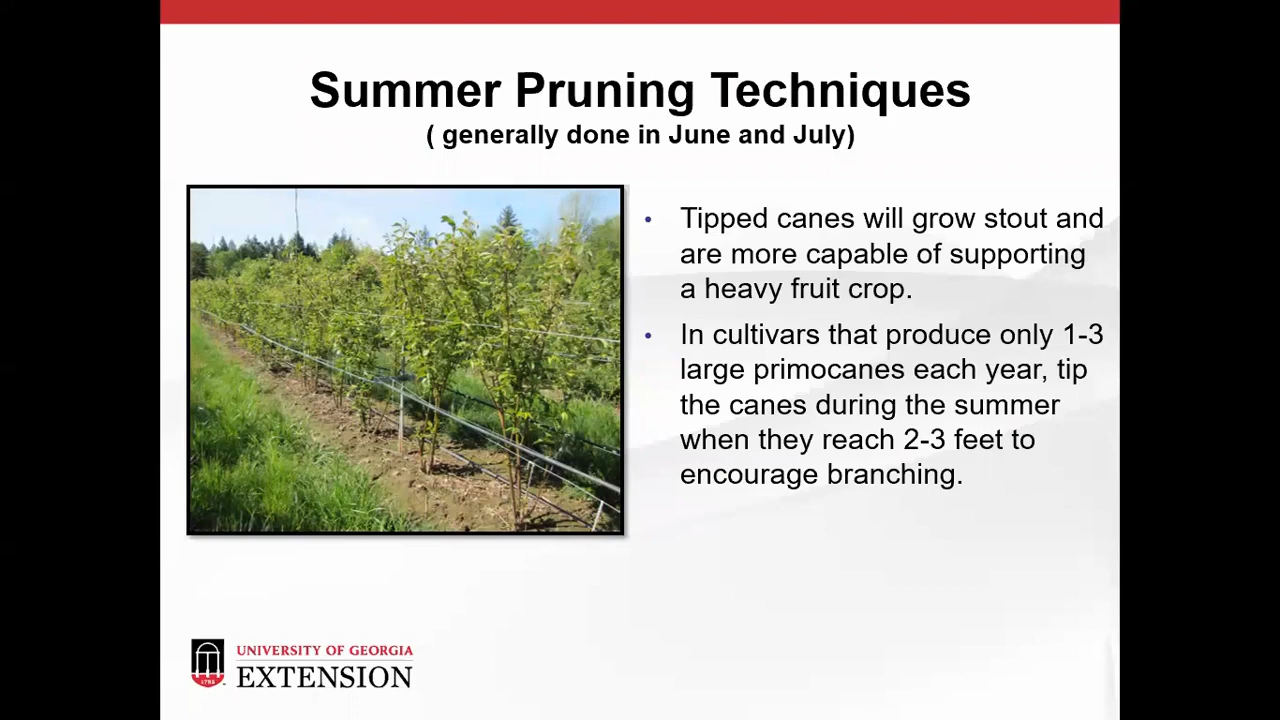 Summer Pruning Techniques
( generally done in June and July)
• Tipped canes will grow stout and
are more capable of supporting
a heavy fruit crop.
• In cultivars that produce only 1-3
large primocanes each year, tip
the canes during the summer
when they reach 2-3 feet to
encourage branching.
1785
UNIVERSITY OF GEORGIA
EXTENSION